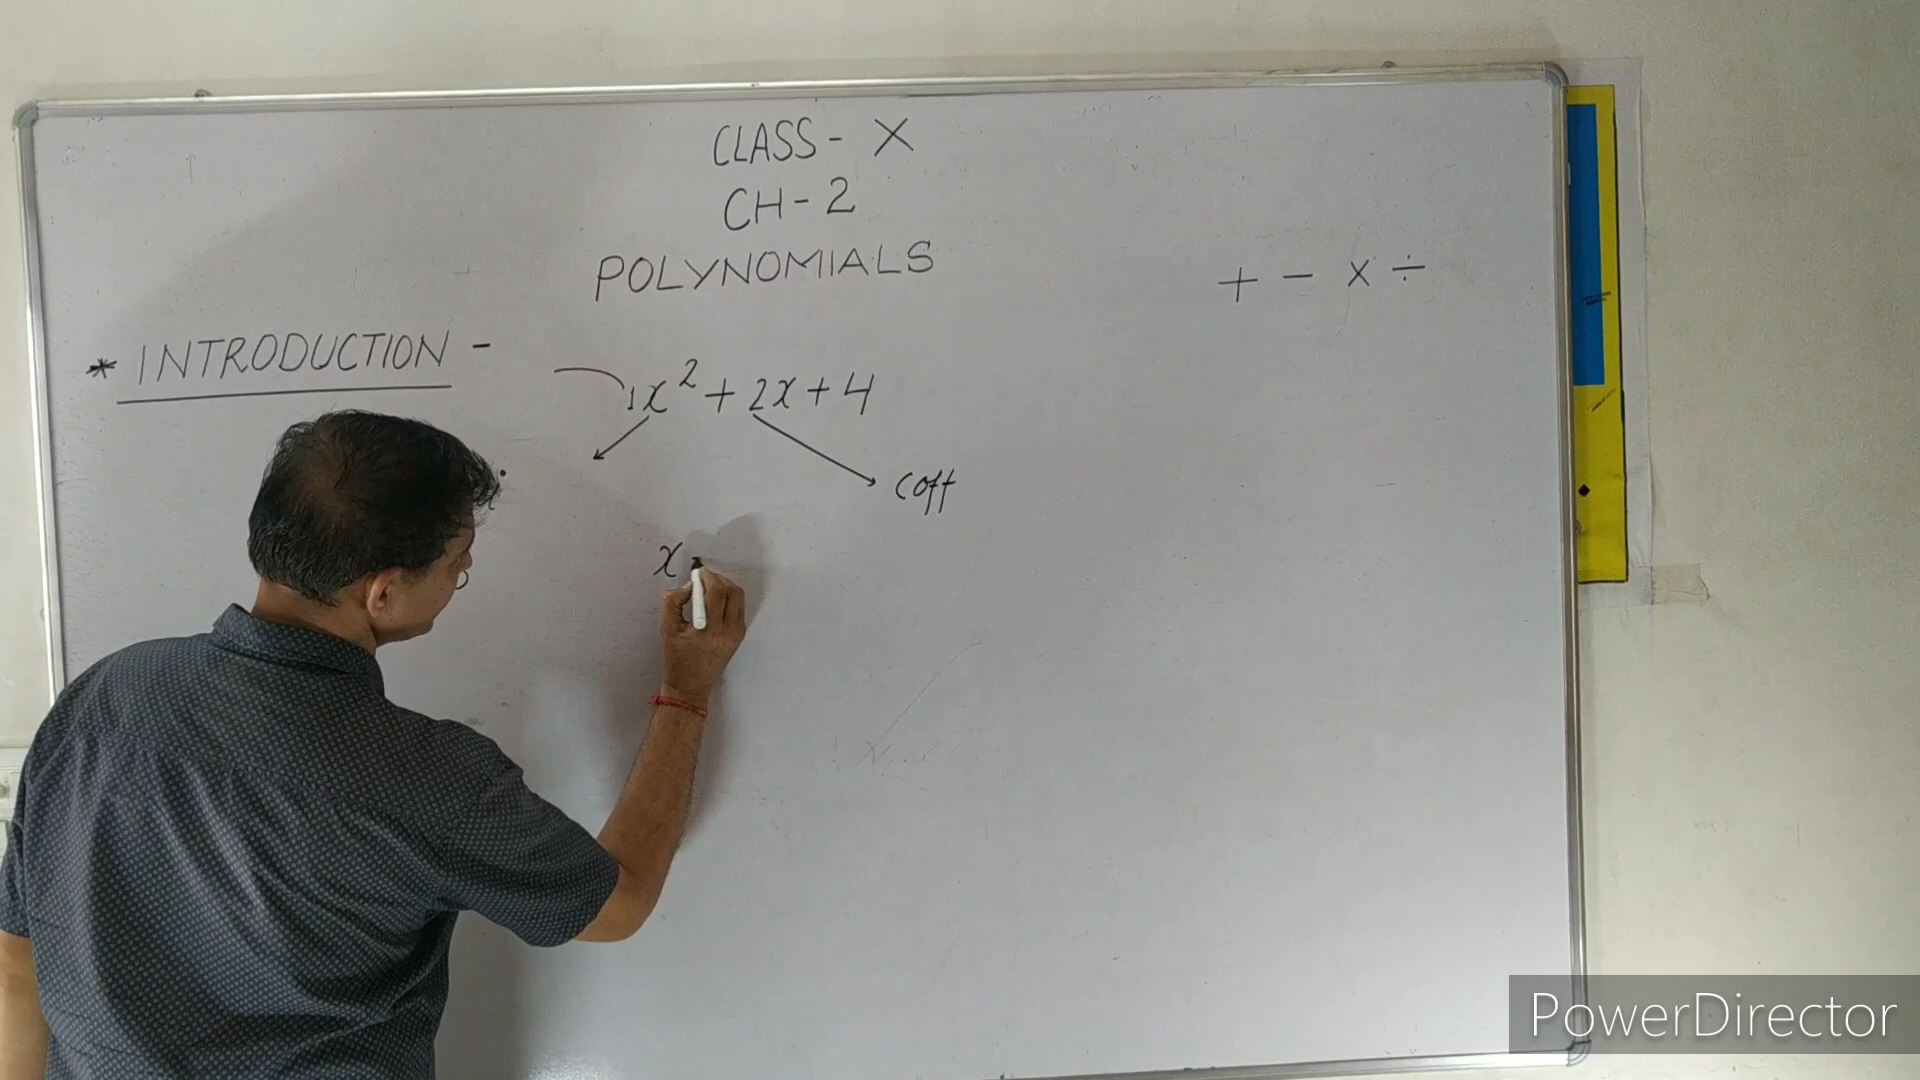 CLASS- X
CH-2
POLYNOMIALS
+ - x ÷
* INTRODUCTION -
1x² + 2x + 4
coff
x
PowerDirector